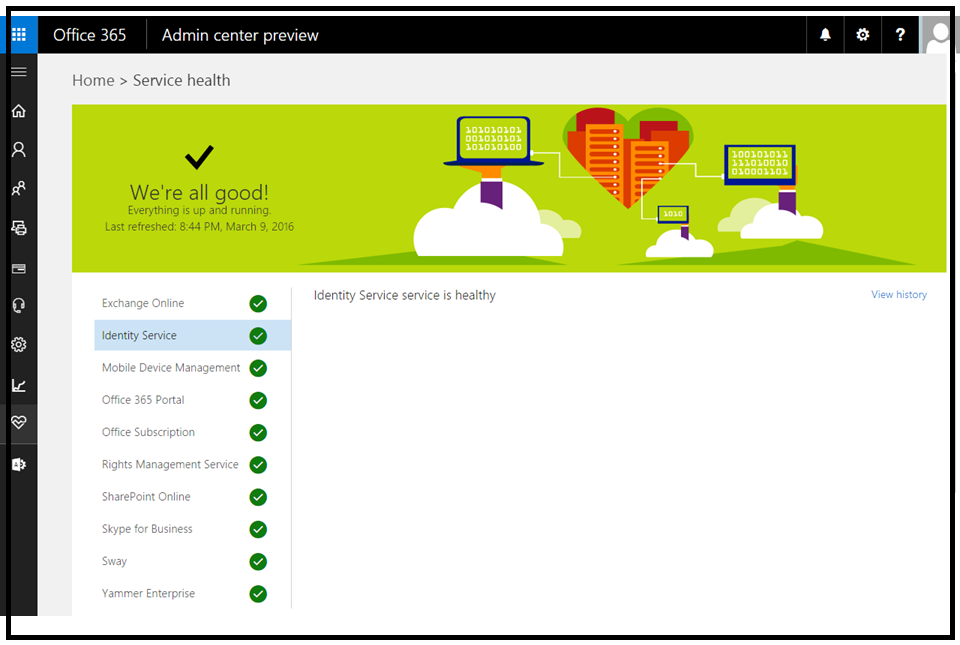 Office 365 Admin center preview ?
Home > Service health
101010101
001010101
101010100
100101011
111010010
010001101
1010
We're all good!
Everything is up and running.
Last refreshed: 8:44 PM, March 9, 2016
Exchange Online
Identity Service
Mobile Device Management
Office 365 Portal
Office Subscription
Rights Management Service
SharePoint Online
Skype for Business
Sway
Yammer Enterprise
Identity Service service is healthy
View history